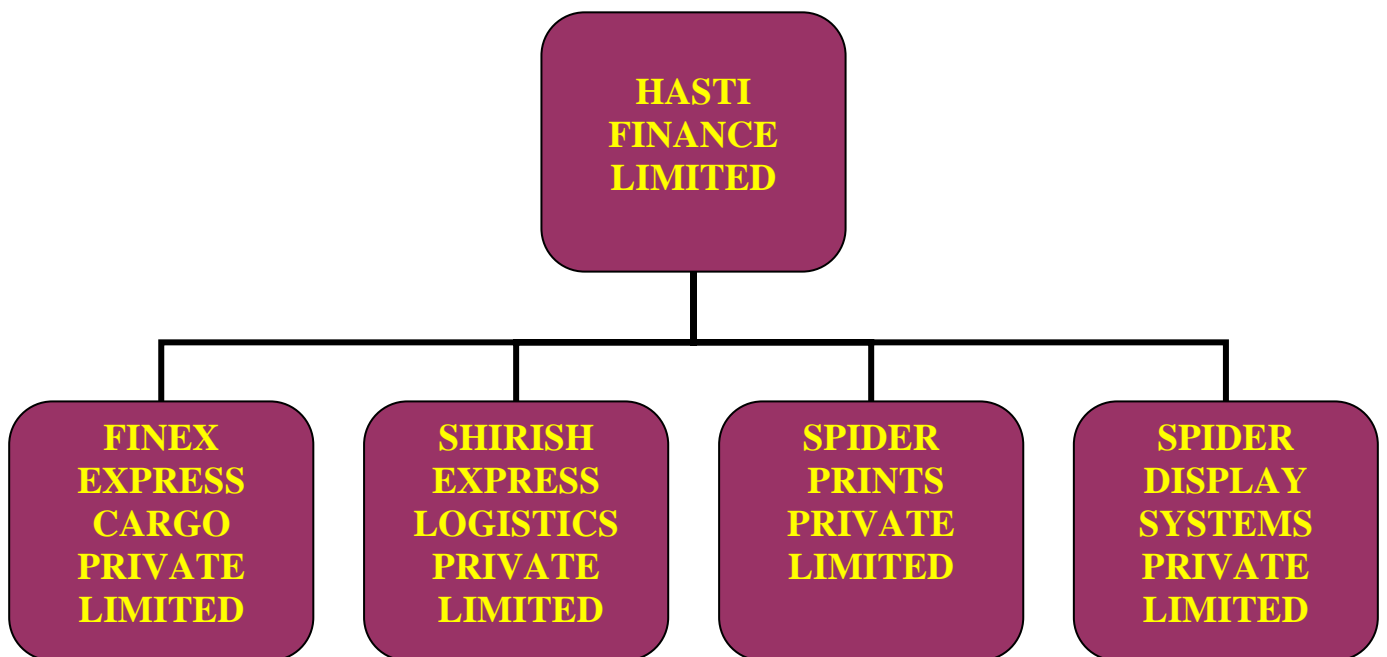 HASTI
FINANCE
LIMITED
FINEX
EXPRESS
CARGO
PRIVATE
LIMITED
SHIRISH
EXPRESS
LOGISTICS
PRIVATE
LIMITED
SPIDER
PRINTS
PRIVATE
LIMITED
SPIDER
DISPLAY
SYSTEMS
PRIVATE
LIMITED